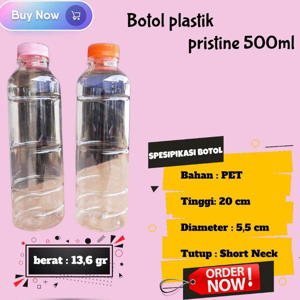 Buy Now
Botol plastik
pristine 500ml
SPESIPIKASI BOTOL
Bahan : PET
Tinggi: 20 cm
Diameter : 5,5 cm
Tutup : Short Neck
berat : 13,6 gr
ORDER
NOW!